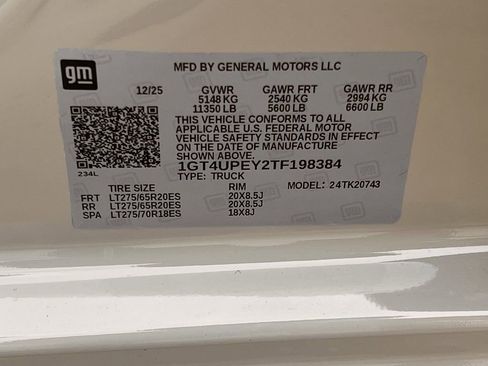 gm
MFD BY GENERAL MOTORS LLC
12/25 GVWR GAWR FRT GAWR RR
5148 KG 2540 KG 2994 KG
11350 LB 5600 LB 6600 LB
THIS VEHICLE CONFORMS TO ALL
APPLICABLE U.S. FEDERAL MOTOR
VEHICLE SAFETY STANDARDS IN EFFECT
ON THE DATE OF MANUFACTURE
SHOWN ABOVE.
1GT4UPEY2TF198384
234L TYPE: TRUCK
TIRE SIZE RIM MODEL: 24TK20743
FRT LT275/65R20ES 20X8.5J
RR LT275/65R20ES 20X8.5J
SPA LT275/70R18ES 18X8J